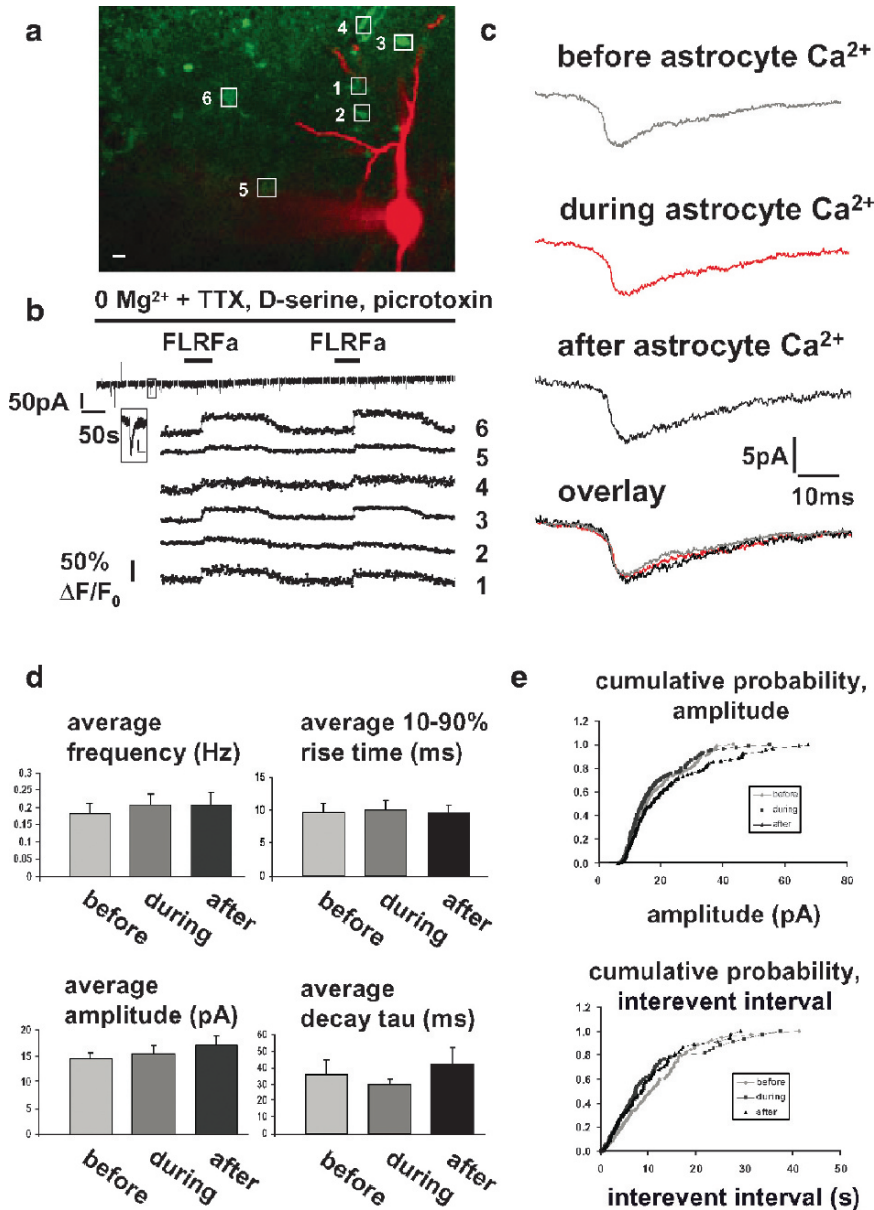 a
4
3
1
2
6
5
b
0 Mg²⁺ + TTX, D-serine, picrotoxin
FLRFa FLRFa
50pA
50s
6
5
4
3
2
1
50%
ΔF/F₀
c
before astrocyte Ca²⁺
during astrocyte Ca²⁺
after astrocyte Ca²⁺
5pA
10ms
overlay
d
average
frequency (Hz)
0.3
0.25
0.2
0.15
0.1
0.05
0
before during after
average 10-90%
rise time (ms)
15
10
5
0
before during after
average
amplitude (pA)
20
15
10
5
0
before during after
average
decay tau (ms)
60
50
40
30
20
10
0
before during after
e
cumulative probability,
amplitude
1.2
1.0
0.8
0.6
0.4
0.2
0.0
0 20 40 60 80
before
during
after
amplitude (pA)
cumulative probability,
interevent interval
1.2
1.0
0.8
0.6
0.4
0.2
0.0
0 10 20 30 40 50
before
during
after
interevent interval (s)